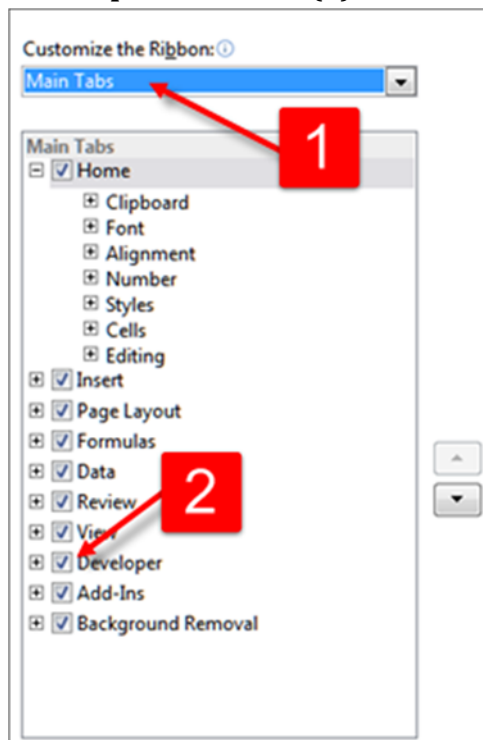 Customize the Ribbon:
Main Tabs
1
Main Tabs
Home
Clipboard
Font
Alignment
Number
Styles
Cells
Editing
Insert
Page Layout
Formulas
Data
2
Review
View
Developer
Add-Ins
Background Removal